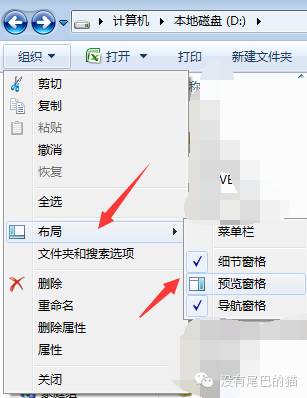 计算机 本地磁盘 (D:)
组织 打开 打印 新建文件夹
剪切
复制
粘贴
撤消
恢复
全选
布局
菜单栏
文件夹和搜索选项
细节窗格
删除
预览窗格
重命名
导航窗格
删除属性
属性
关闭
没有尾巴的猫